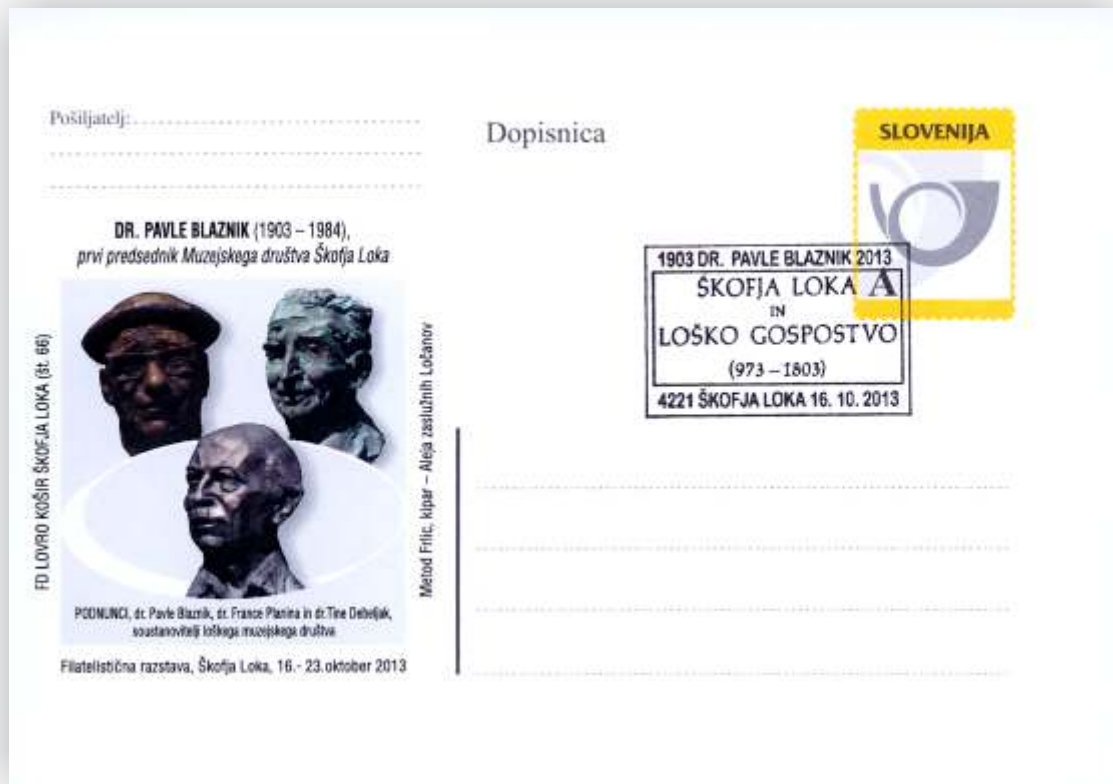 Pošiljatelj:
Dopisnica
SLOVENIJA
A
DR. PAVLE BLAZNIK (1903 – 1984),
prvi predsednik Muzejskega društva Škofja Loka
FD LOVRO KOŠIR ŠKOFJA LOKA (št. 66)
Metod Frlic, kipar – Aleja zaslužnih Ločanov
PODNUNCI, dr. Pavle Blaznik, dr. France Planina in dr.Tine Debeljak,
soustanovitelji loškega muzejskega društva
Filatelistična razstava, Škofja Loka, 16.- 23.oktober 2013
1903 DR. PAVLE BLAZNIK 2013
ŠKOFJA LOKA
IN
LOŠKO GOSPOSTVO
(973 – 1803)
4221 ŠKOFJA LOKA 16. 10. 2013